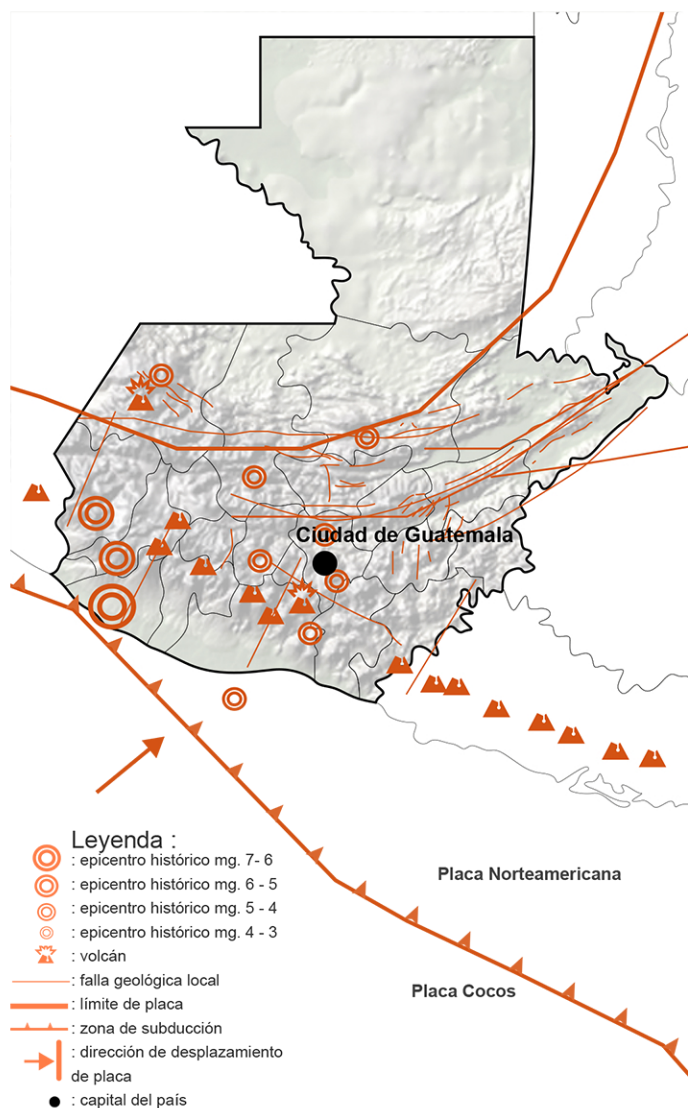 Ciudad de Guatemala
Placa Norteamericana
Placa Cocos
Leyenda :
: epicentro histórico mg. 7- 6
: epicentro histórico mg. 6 - 5
: epicentro histórico mg. 5 - 4
: epicentro histórico mg. 4 - 3
: volcán
: falla geológica local
: límite de placa
: zona de subducción
: dirección de desplazamiento
de placa
: capital del país